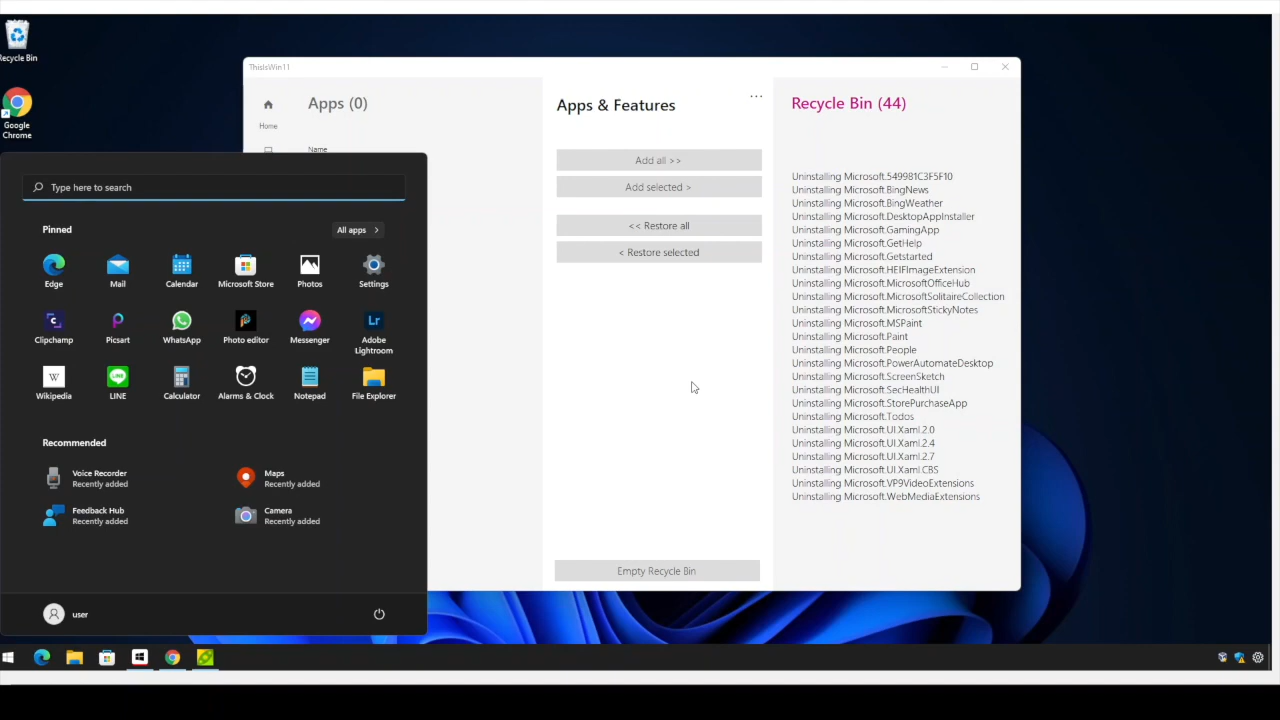 Recycle Bin
Google
Chrome
ThisIsWin11
Home
Apps (0)
Name
Apps & Features
...
Add all >>
Add selected >
<< Restore all
< Restore selected
Empty Recycle Bin
Recycle Bin (44)
Uninstalling Microsoft.549981C3F5F10
Uninstalling Microsoft.BingNews
Uninstalling Microsoft.BingWeather
Uninstalling Microsoft.DesktopAppInstaller
Uninstalling Microsoft.GamingApp
Uninstalling Microsoft.GetHelp
Uninstalling Microsoft.Getstarted
Uninstalling Microsoft.HEIFImageExtension
Uninstalling Microsoft.MicrosoftOfficeHub
Uninstalling Microsoft.MicrosoftSolitaireCollection
Uninstalling Microsoft.MicrosoftStickyNotes
Uninstalling Microsoft.MSPaint
Uninstalling Microsoft.Paint
Uninstalling Microsoft.People
Uninstalling Microsoft.PowerAutomateDesktop
Uninstalling Microsoft.ScreenSketch
Uninstalling Microsoft.SecHealthUI
Uninstalling Microsoft.StorePurchaseApp
Uninstalling Microsoft.Todos
Uninstalling Microsoft.UI.Xaml.2.0
Uninstalling Microsoft.UI.Xaml.2.4
Uninstalling Microsoft.UI.Xaml.2.7
Uninstalling Microsoft.UI.Xaml.CBS
Uninstalling Microsoft.VP9VideoExtensions
Uninstalling Microsoft.WebMediaExtensions
Type here to search
Pinned
All apps >
Edge
Mail
Calendar
Microsoft Store
Photos
Settings
Clipchamp
Picsart
WhatsApp
Photo editor
Messenger
Adobe
Lightroom
Wikipedia
LINE
Calculator
Alarms & Clock
Notepad
File Explorer
Recommended
Voice Recorder
Recently added
Maps
Recently added
Feedback Hub
Recently added
Camera
Recently added
user